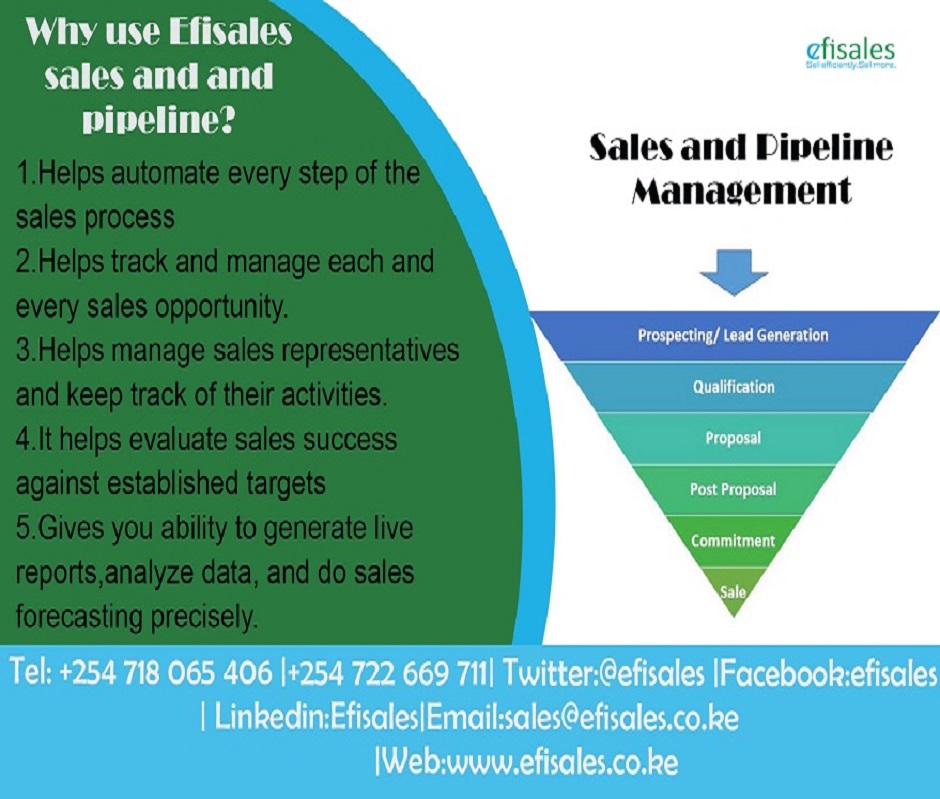 Why use Efisales
sales and and
pipeline?
1.Helps automate every step of the
sales process
2.Helps track and manage each and
every sales opportunity.
3.Helps manage sales representatives
and keep track of their activities.
4.It helps evaluate sales success
against established targets
5.Gives you ability to generate live
reports,analyze data, and do sales
forecasting precisely.
efisales
Sell efficiently.Sell more.
Sales and Pipeline
Management
Prospecting/ Lead Generation
Qualification
Proposal
Post Proposal
Commitment
Sale
Tel: +254 718 065 406 |+254 722 669 711| Twitter:@efisales |Facebook:efisales
| Linkedin:Efisales|Email:sales@efisales.co.ke
|Web:www.efisales.co.ke